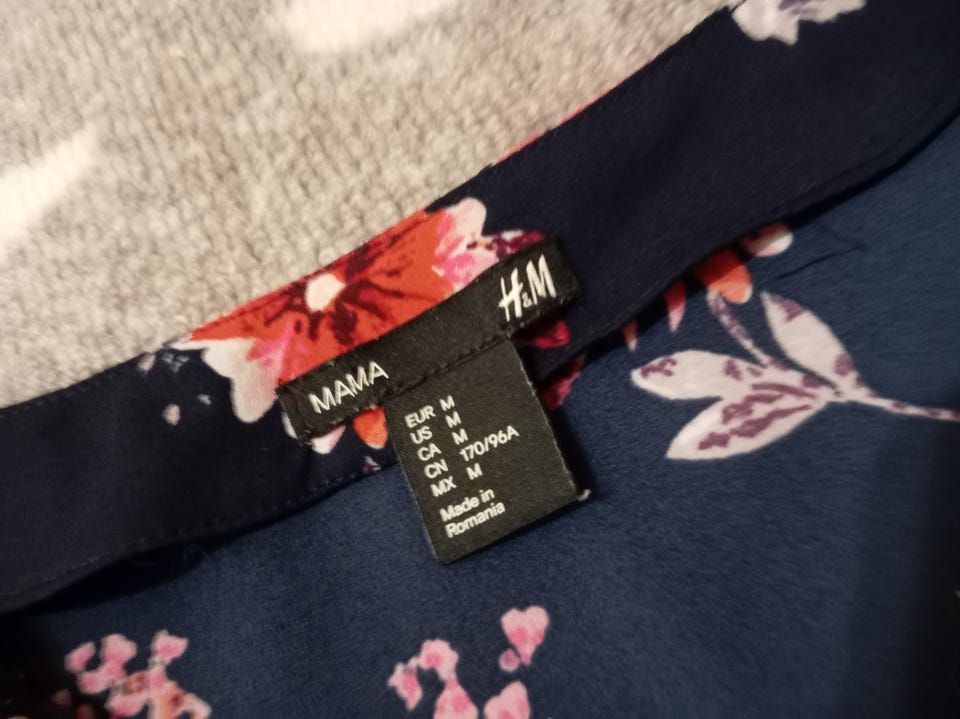 MAMA H&M
EUR M
US M
CA M
CN 170/96A
MX M
Made in
Romania